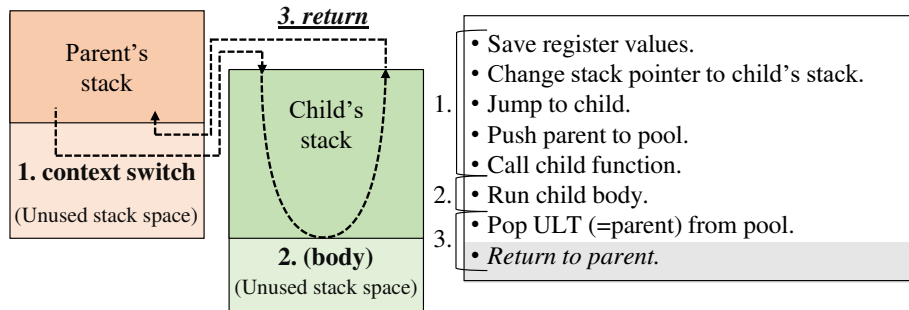 3. return
Parent's
stack
Child's
stack
1. context switch
(Unused stack space)
2. (body)
(Unused stack space)
1.
• Save register values.
• Change stack pointer to child's stack.
• Jump to child.
• Push parent to pool.
• Call child function.
2.
• Run child body.
3.
• Pop ULT (=parent) from pool.
• Return to parent.